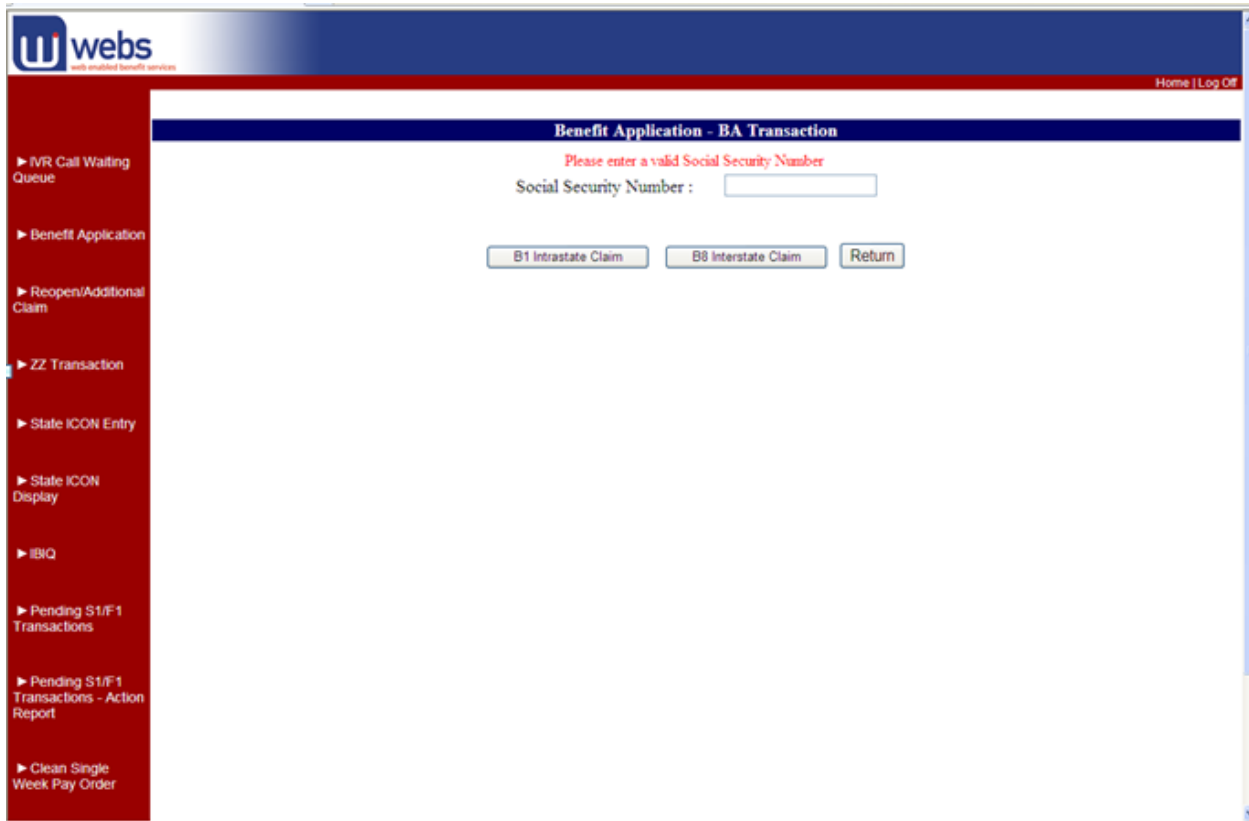 webs
web enabled benefit services
Home | Log Off
Benefit Application - BA Transaction
Please enter a valid Social Security Number
Social Security Number :
B1 Intrastate Claim
B8 Interstate Claim
Return
► IVR Call Waiting
Queue
► Benefit Application
► Reopen/Additional
Claim
► ZZ Transaction
► State ICON Entry
► State ICON
Display
► IBIQ
► Pending S1/F1
Transactions
► Pending S1/F1
Transactions - Action
Report
► Clean Single
Week Pay Order